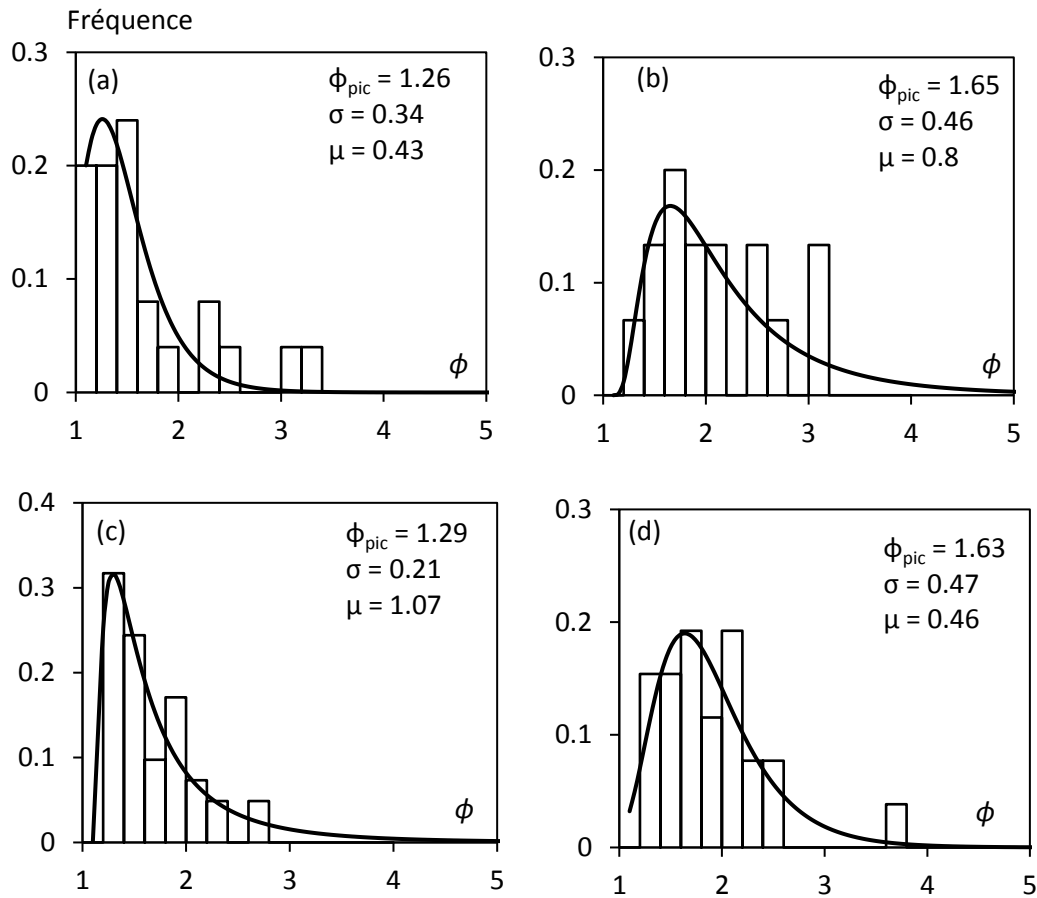 Fréquence
(a)
ϕpic = 1.26
σ = 0.34
μ = 0.43
0.3
0.2
0.1
0
ϕ
1 2 3 4 5
(b)
ϕpic = 1.65
σ = 0.46
μ = 0.8
0.3
0.2
0.1
0
ϕ
1 2 3 4 5
(c)
ϕpic = 1.29
σ = 0.21
μ = 1.07
0.4
0.3
0.2
0.1
0
ϕ
1 2 3 4 5
(d)
ϕpic = 1.63
σ = 0.47
μ = 0.46
0.3
0.2
0.1
0
ϕ
1 2 3 4 5